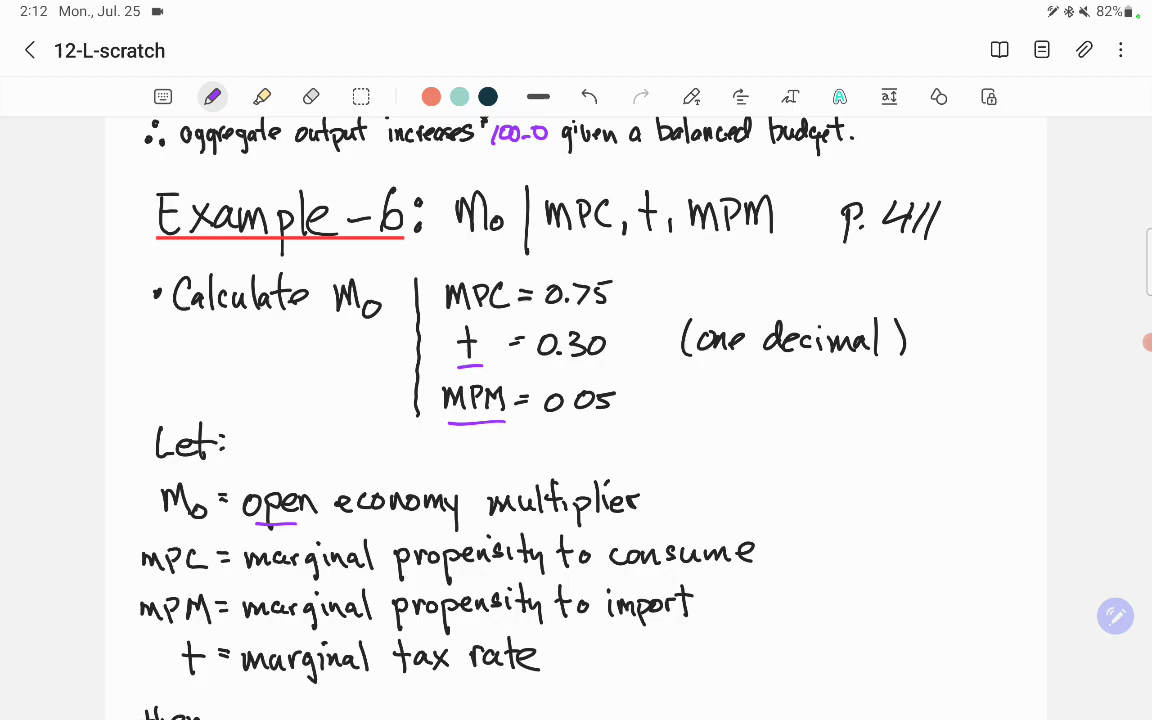 2:12 Mon., Jul. 25 82%
12-L-scratch
∴ aggregate output increases $100.0 given a balanced budget.
Example-6: Mo | MPC, t, MPM p. 411
• Calculate Mo | MPC = 0.75
t = 0.30 (one decimal)
MPM = 0 05
Let:
Mo = open economy multiplier
MPC = marginal propensity to consume
MPM = marginal propensity to import
t = marginal tax rate